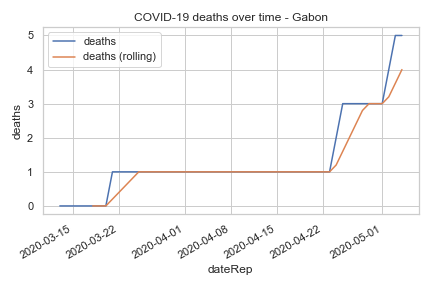 COVID-19 deaths over time - Gabon
deaths
deaths (rolling)
deaths
5
4
3
2
1
0
2020-03-15
2020-03-22
2020-04-01
2020-04-08
2020-04-15
2020-04-22
2020-05-01
dateRep